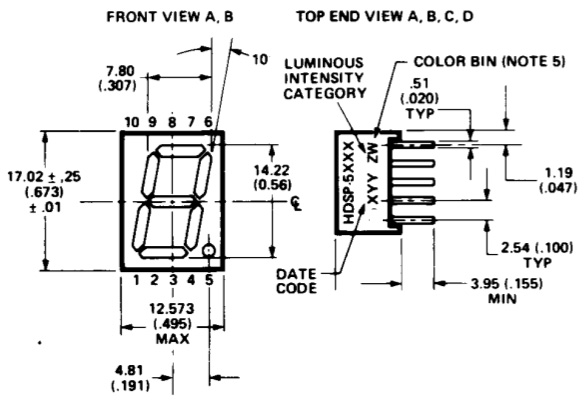 FRONT VIEW A, B
TOP END VIEW A, B, C, D
7.80
(.307)
10
10 9 8 7 6
17.02 ± ,25
(.673)
± .01
14.22
(0.56)
1 2 3 4 5
12.573
(.495)
MAX
4.81
(.191)
LUMINOUS
INTENSITY
CATEGORY
COLOR BIN (NOTE 5)
.51
(.020)
TYP
HDSP-5XXX
XYY ZW
1.19
(.047)
2.54 (.100)
TYP
DATE
CODE
3.95 (.155)
MIN